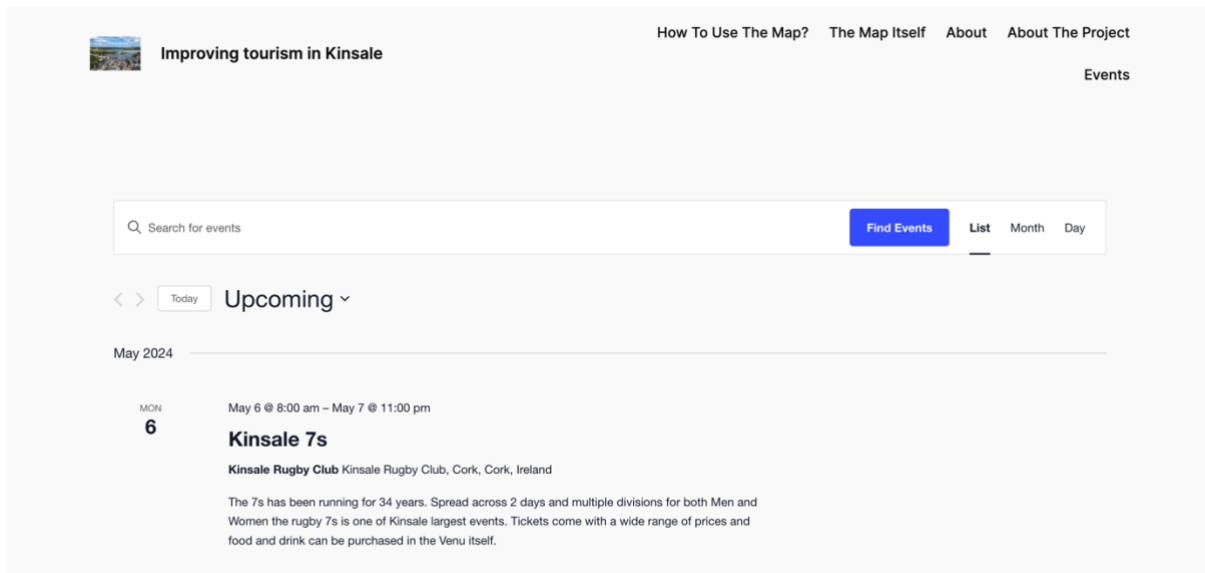 How To Use The Map? The Map Itself About About The Project
Improving tourism in Kinsale
Events
Search for events Find Events List Month Day
Today Upcoming
May 2024
MON
6
May 6 @ 8:00 am – May 7 @ 11:00 pm
Kinsale 7s
Kinsale Rugby Club Kinsale Rugby Club, Cork, Cork, Ireland
The 7s has been running for 34 years. Spread across 2 days and multiple divisions for both Men and
Women the rugby 7s is one of Kinsale largest events. Tickets come with a wide range of prices and
food and drink can be purchased in the Venu itself.